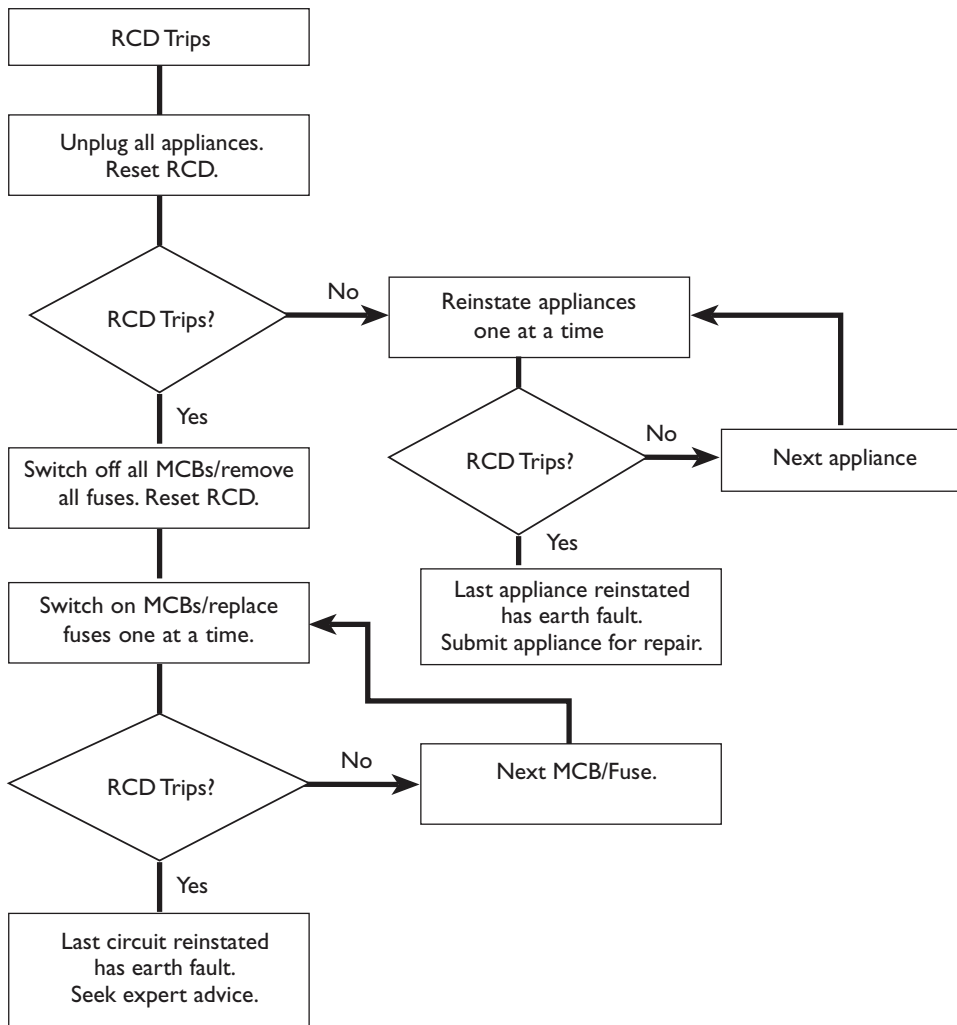 RCD Trips
Unplug all appliances.
Reset RCD.
RCD Trips?
No
Reinstate appliances
one at a time
Yes
RCD Trips?
No
Next appliance
Switch off all MCBs/remove
all fuses. Reset RCD.
Yes
Last appliance reinstated
has earth fault.
Submit appliance for repair.
Switch on MCBs/replace
fuses one at a time.
RCD Trips?
No
Next MCB/Fuse.
Yes
Last circuit reinstated
has earth fault.
Seek expert advice.